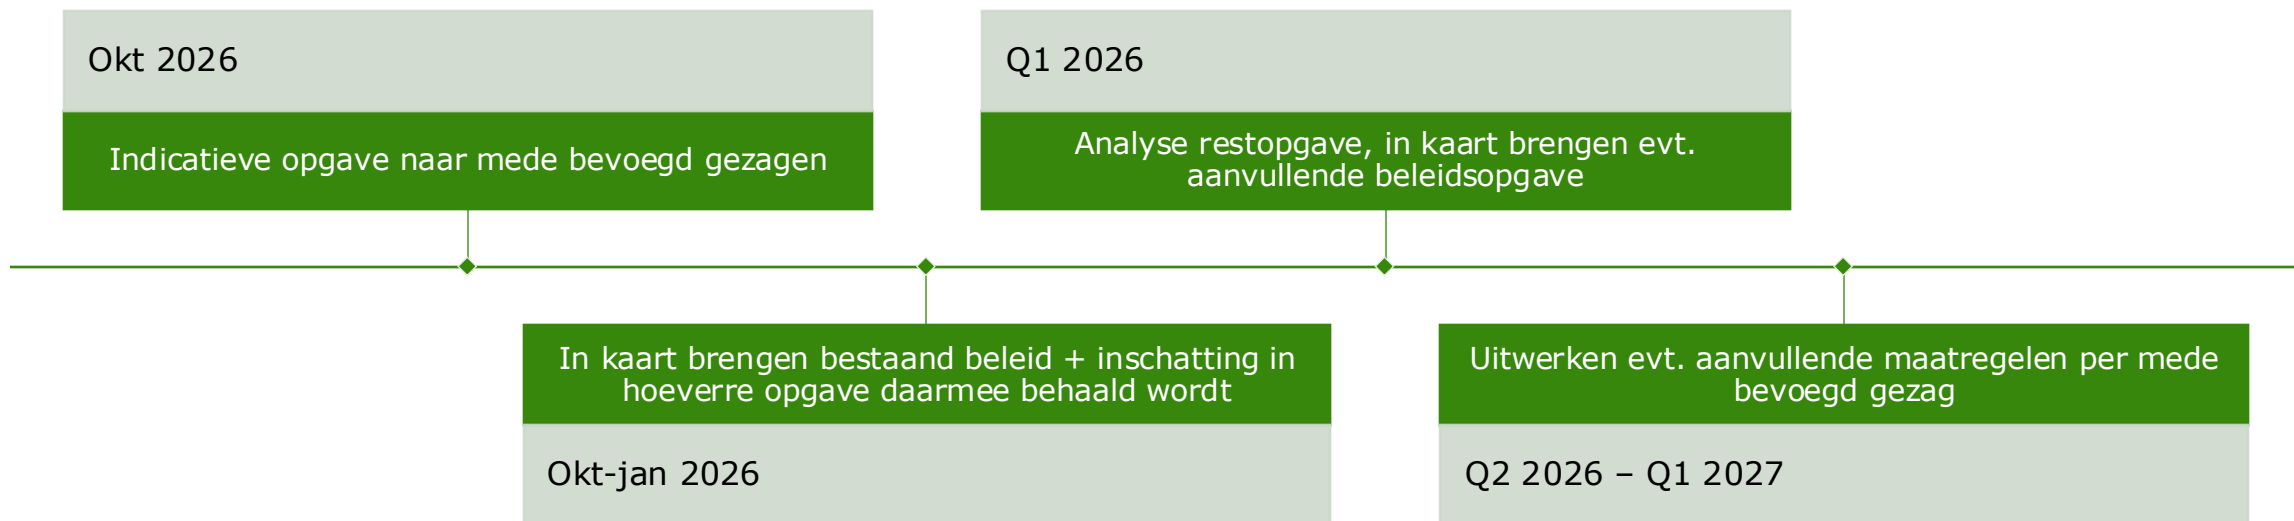 Okt 2026
Indicatieve opgave naar mede bevoegd gezagen
In kaart brengen bestaand beleid + inschatting in
hoeverre opgave daarmee behaald wordt
Okt-jan 2026
Q1 2026
Analyse restopgave, in kaart brengen evt.
aanvullende beleidsopgave
Uitwerken evt. aanvullende maatregelen per mede
bevoegd gezag
Q2 2026 – Q1 2027